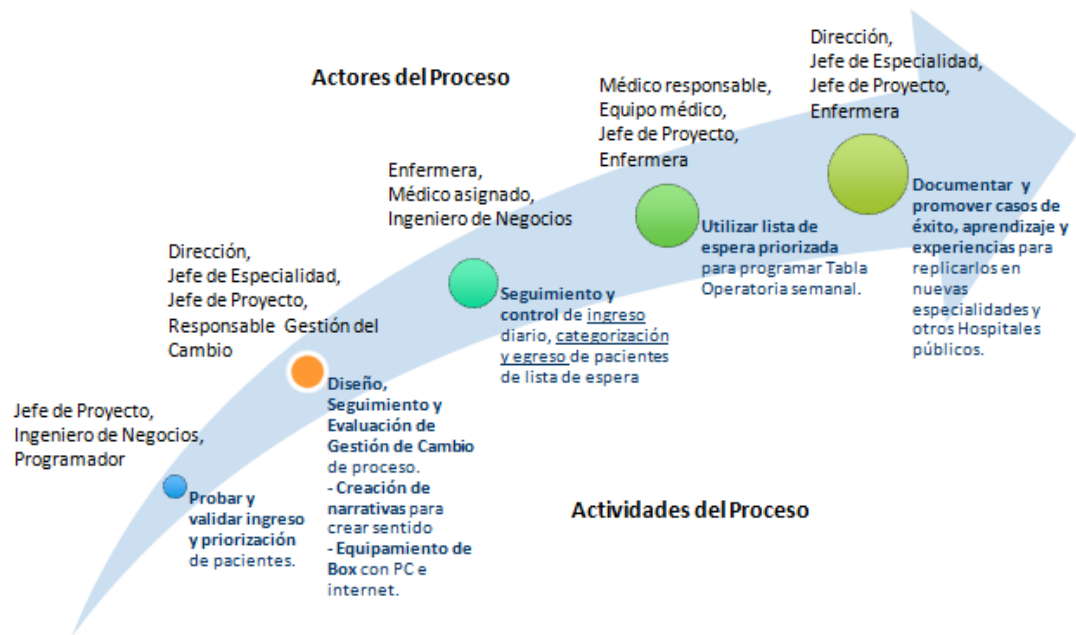 Actores del Proceso
Dirección,
Jefe de Especialidad,
Jefe de Proyecto,
Enfermera
Médico responsable,
Equipo médico,
Jefe de Proyecto,
Enfermera
Enfermera,
Médico asignado,
Ingeniero de Negocios
Dirección,
Jefe de Especialidad,
Jefe de Proyecto,
Responsable Gestión del
Cambio
Jefe de Proyecto,
Ingeniero de Negocios,
Programador
Probar y
validar ingreso
y priorización
de pacientes.
Diseño,
Seguimiento y
Evaluación de
Gestión de Cambio
de proceso.
- Creación de
narrativas para
crear sentido
- Equipamiento de
Box con PC e
internet.
Seguimiento y
control de ingreso
diario, categorización
y egreso de pacientes
de lista de espera
Utilizar lista de
espera priorizada
para programar Tabla
Operatoria semanal.
Documentar y
promover casos de
éxito, aprendizaje y
experiencias para
replicarlos en
nuevas
especialidades y
otros Hospitales
públicos.
Actividades del Proceso